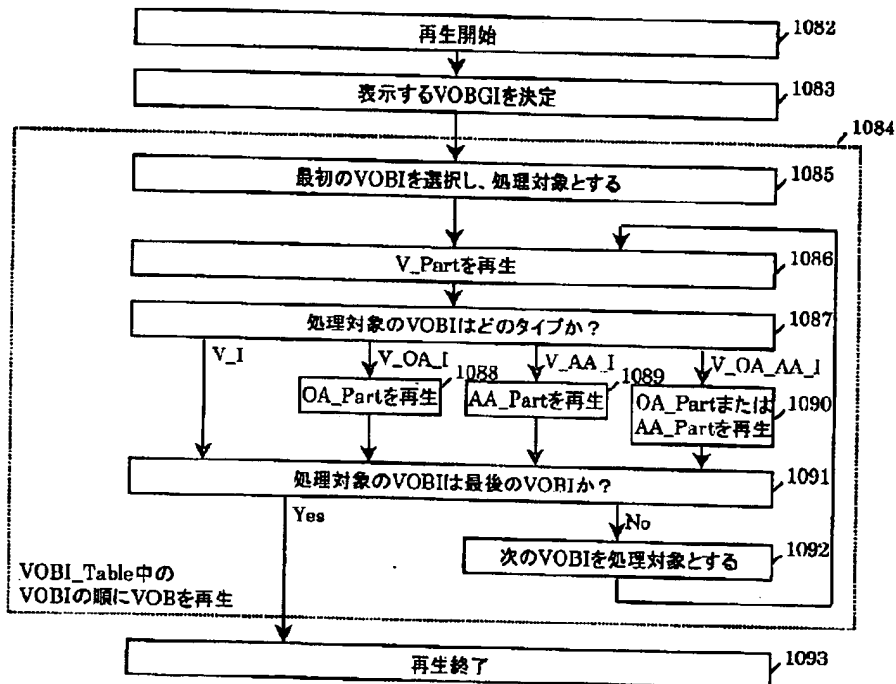 再生開始
1082
表示するVOBGIを決定
1083
1084
最初のVOBIを選択し、処理対象とする
1085
V_Partを再生
1086
処理対象のVOBIはどのタイプか？
1087
V_I
V_OA_I
V_AA_I
V_OA_AA_I
OA_Partを再生
1088
AA_Partを再生
1089
OA_Partまたは
AA_Partを再生
1090
処理対象のVOBIは最後のVOBIか？
1091
Yes
No
次のVOBIを処理対象とする
1092
VOBI_Table中の
VOBIの順にVOBを再生
再生終了
1093